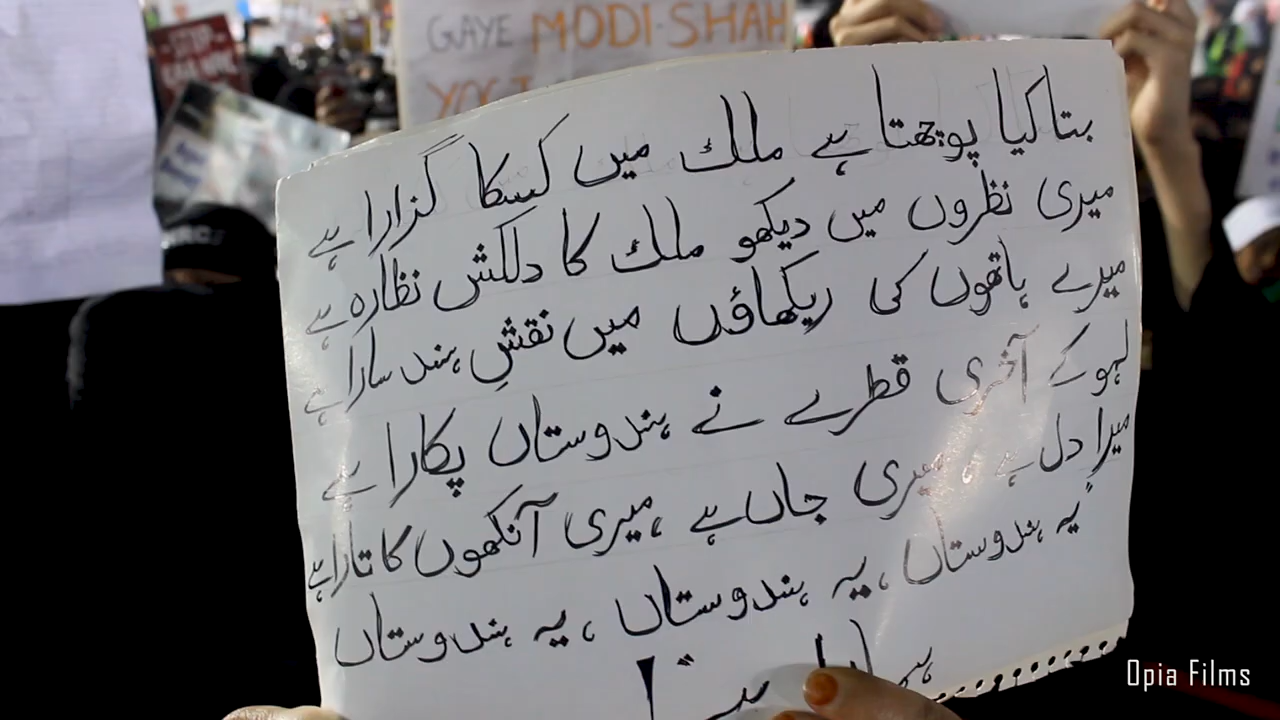 GAYE MODI-SHAH
STOP
بتا کیا پوچھتا ہے ملک میں کسکا گزارا ہے
میری نظروں میں دیکھو ملک کا دلکش نظارہ ہے
میرے ہاتھوں کی ریکھاؤں میں نقشِ ہند سارا ہے
لہو کے آخری قطرے نے ہندوستاں پکارا ہے
میرا دل ہے، میری جاں ہے، میری آنکھوں کا تارا ہے
یہ ہندوستاں، یہ ہندوستاں، یہ ہندوستاں
Opia Films